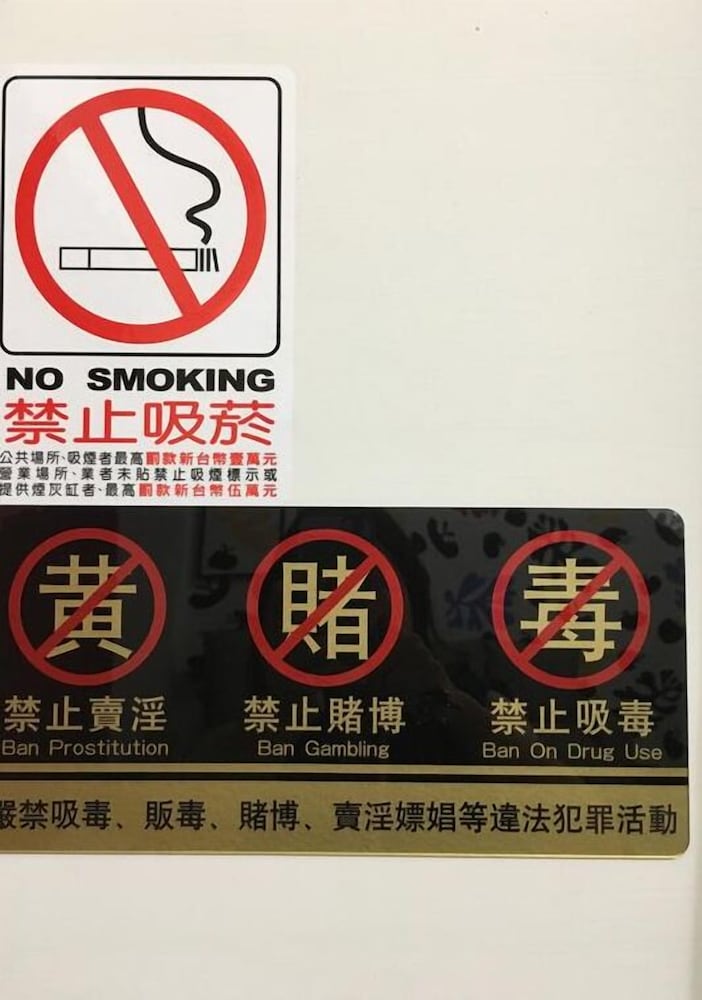 NO SMOKING
禁止吸菸
公共場所、吸煙者最高罰款新台幣壹萬元
營業場所、業者未貼禁止吸煙標示或
提供煙灰缸者、最高罰款新台幣伍萬元
黄 賭 毒
禁止賣淫 禁止賭博 禁止吸毒
Ban Prostitution Ban Gambling Ban On Drug Use
嚴禁吸毒、販毒、賭博、賣淫嫖娼等違法犯罪活動